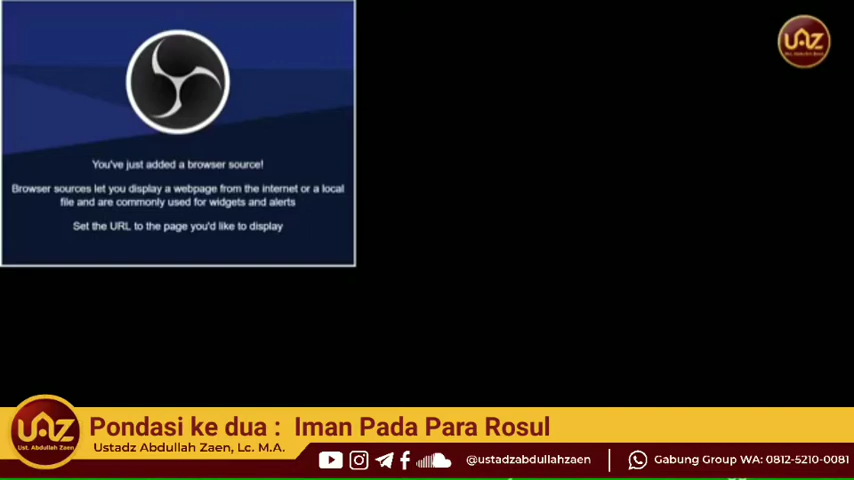 You've just added a browser source!
Browser sources let you display a webpage from the internet or a local
file and are commonly used for widgets and alerts
Set the URL to the page you'd like to display
UAZ
UAZ
Ust. Abdullah Zaen
Pondasi ke dua : Iman Pada Para Rosul
Ustadz Abdullah Zaen, Lc. M.A.
@ustadzabdullahzaen
Gabung Group WA: 0812-5210-0081